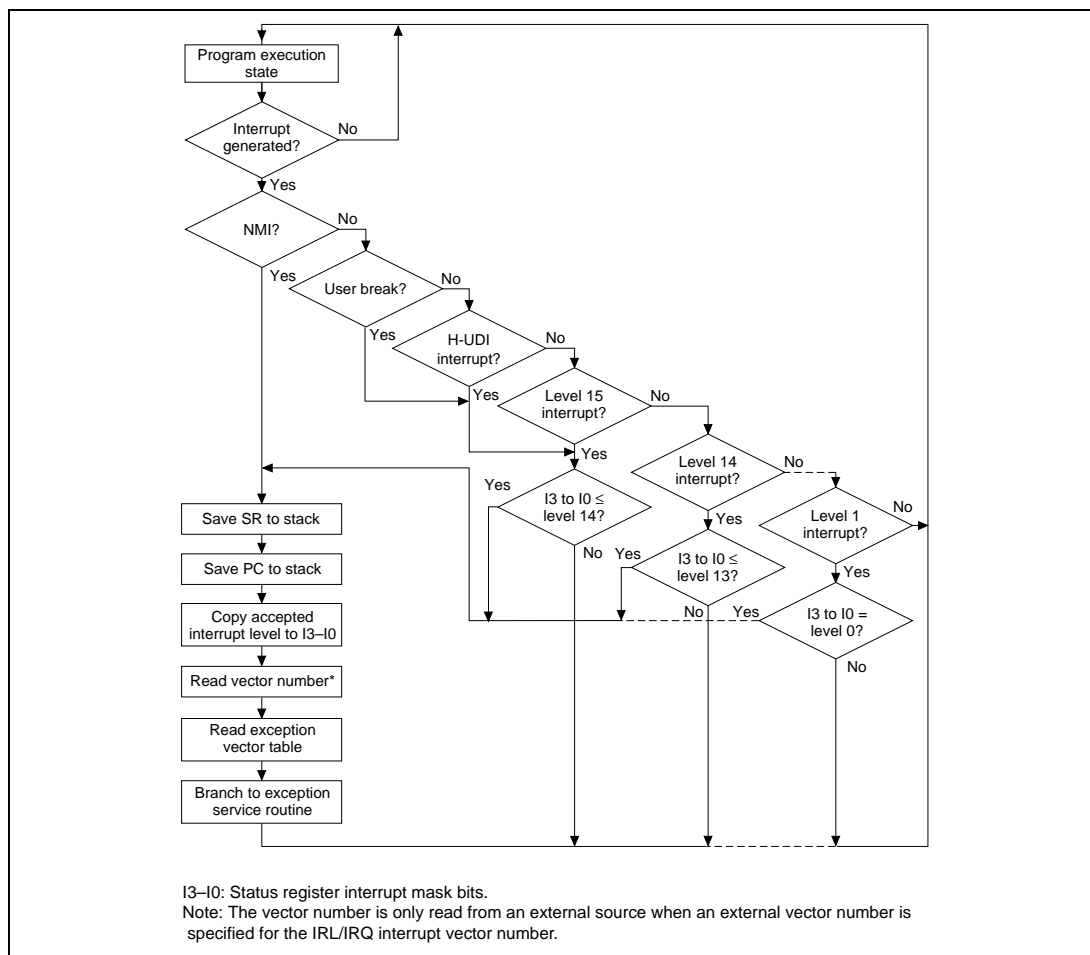 Program execution
state
Interrupt
generated?
No
Yes
NMI?
No
Yes
User break?
No
Yes
H-UDI
interrupt?
No
Yes
Level 15
interrupt?
No
Yes
Level 14
interrupt?
No
Yes
Level 1
interrupt?
No
Yes
I3 to I0 ≤
level 14?
Yes
No
I3 to I0 ≤
level 13?
Yes
No
I3 to I0 =
level 0?
Yes
No
Save SR to stack
Save PC to stack
Copy accepted
interrupt level to I3–I0
Read vector number*
Read exception
vector table
Branch to exception
service routine
I3–I0: Status register interrupt mask bits.
Note: The vector number is only read from an external source when an external vector number is
specified for the IRL/IRQ interrupt vector number.